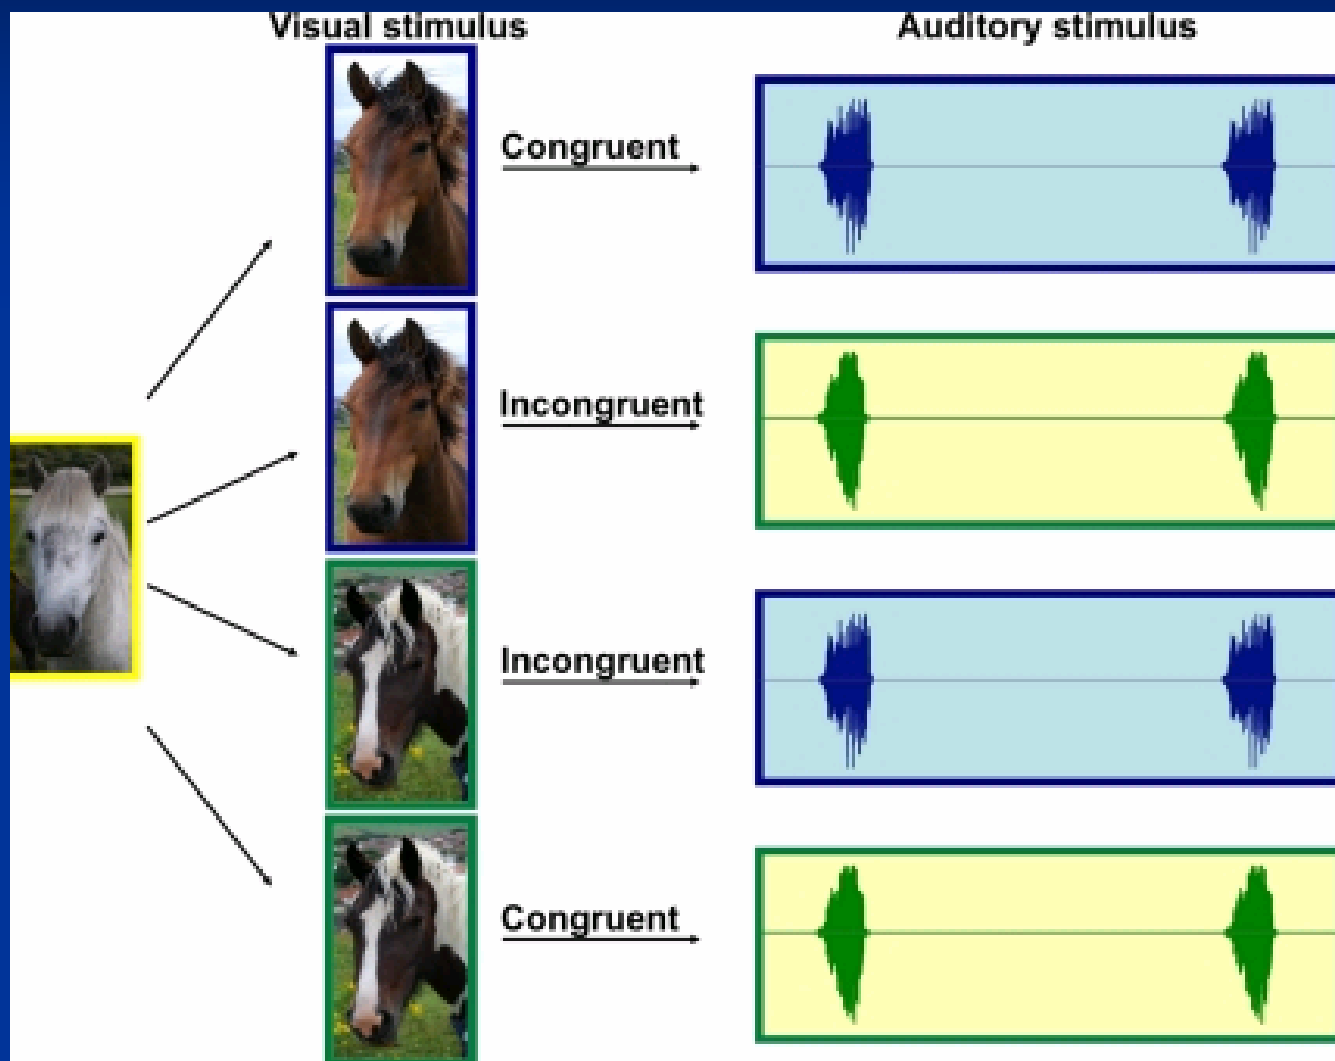 Visual stimulus
Auditory stimulus
Congruent
Incongruent
Incongruent
Congruent